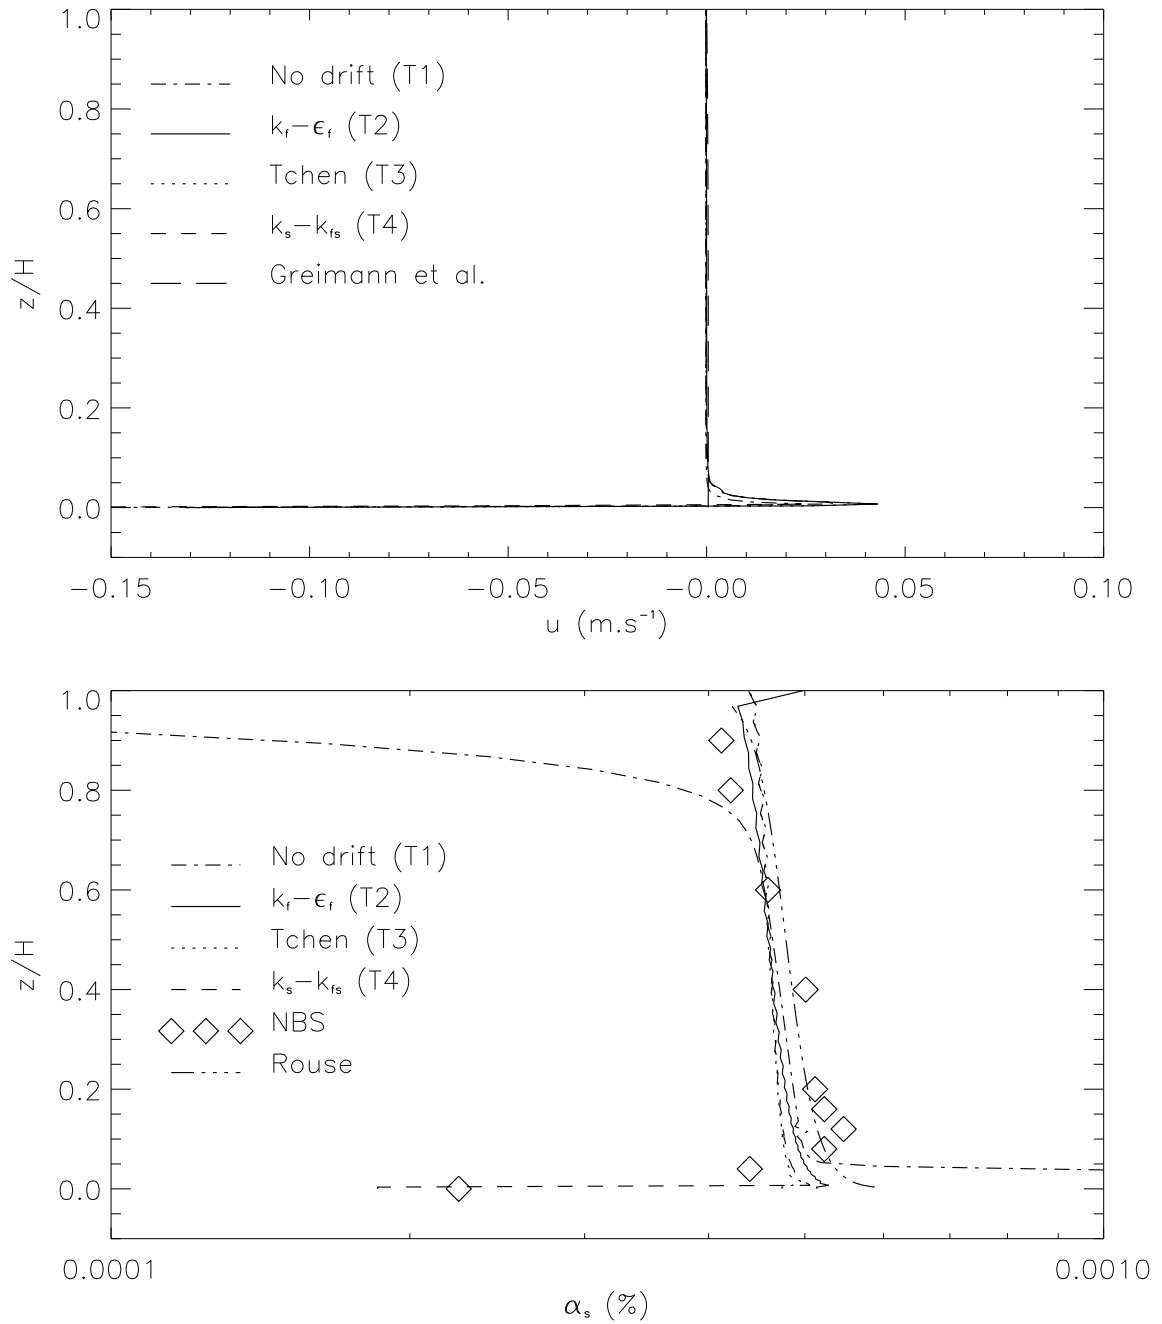 1.0
0.8
0.6
0.4
0.2
0.0
z/H
No drift (T1)
k_f−ϵ_f (T2)
Tchen (T3)
k_s−k_fs (T4)
Greimann et al.
−0.15 −0.10 −0.05 −0.00 0.05 0.10
u (m.s⁻¹)
1.0
0.8
0.6
0.4
0.2
0.0
z/H
No drift (T1)
k_f−ϵ_f (T2)
Tchen (T3)
k_s−k_fs (T4)
NBS
Rouse
0.0001 0.0010
α_s (%)